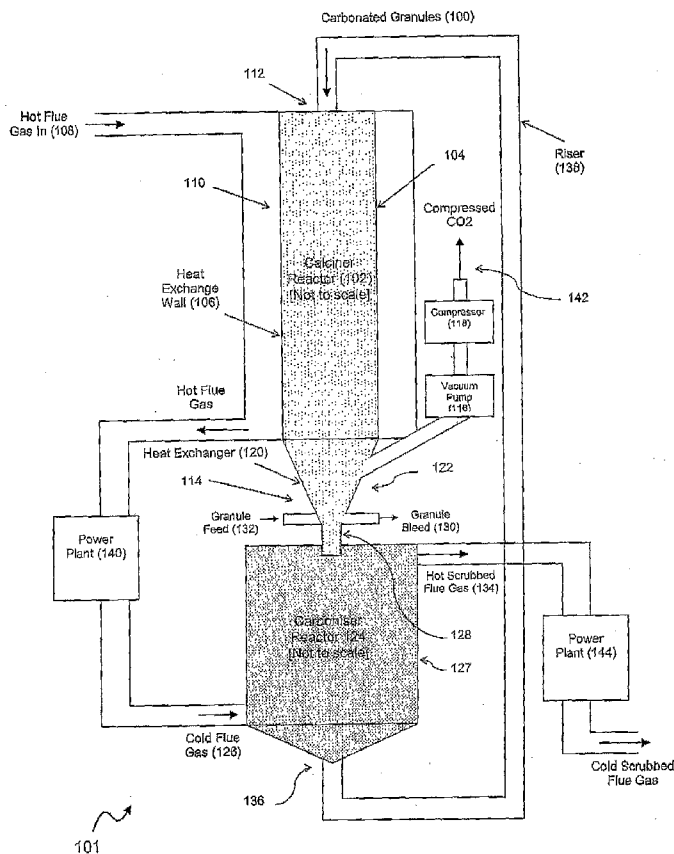 Carbonated Granules (100)
112
Hot Flue
Gas In (108)
104
Riser
(138)
110
Compressed
CO2
Calciner
Reactor (102)
[Not to scale]
Heat
Exchange
Wall (106)
142
Compressor
(118)
Hot Flue
Gas
Vacuum
Pump
(116)
Heat Exchanger (120)
122
114
Granule
Feed (132)
Granule
Bleed (130)
Power
Plant (140)
Hot Scrubbed
Flue Gas (134)
Carboniser
Reactor 124
[Not to scale]
128
Power
Plant (144)
127
Cold Flue
Gas (126)
Cold Scrubbed
Flue Gas
136
101